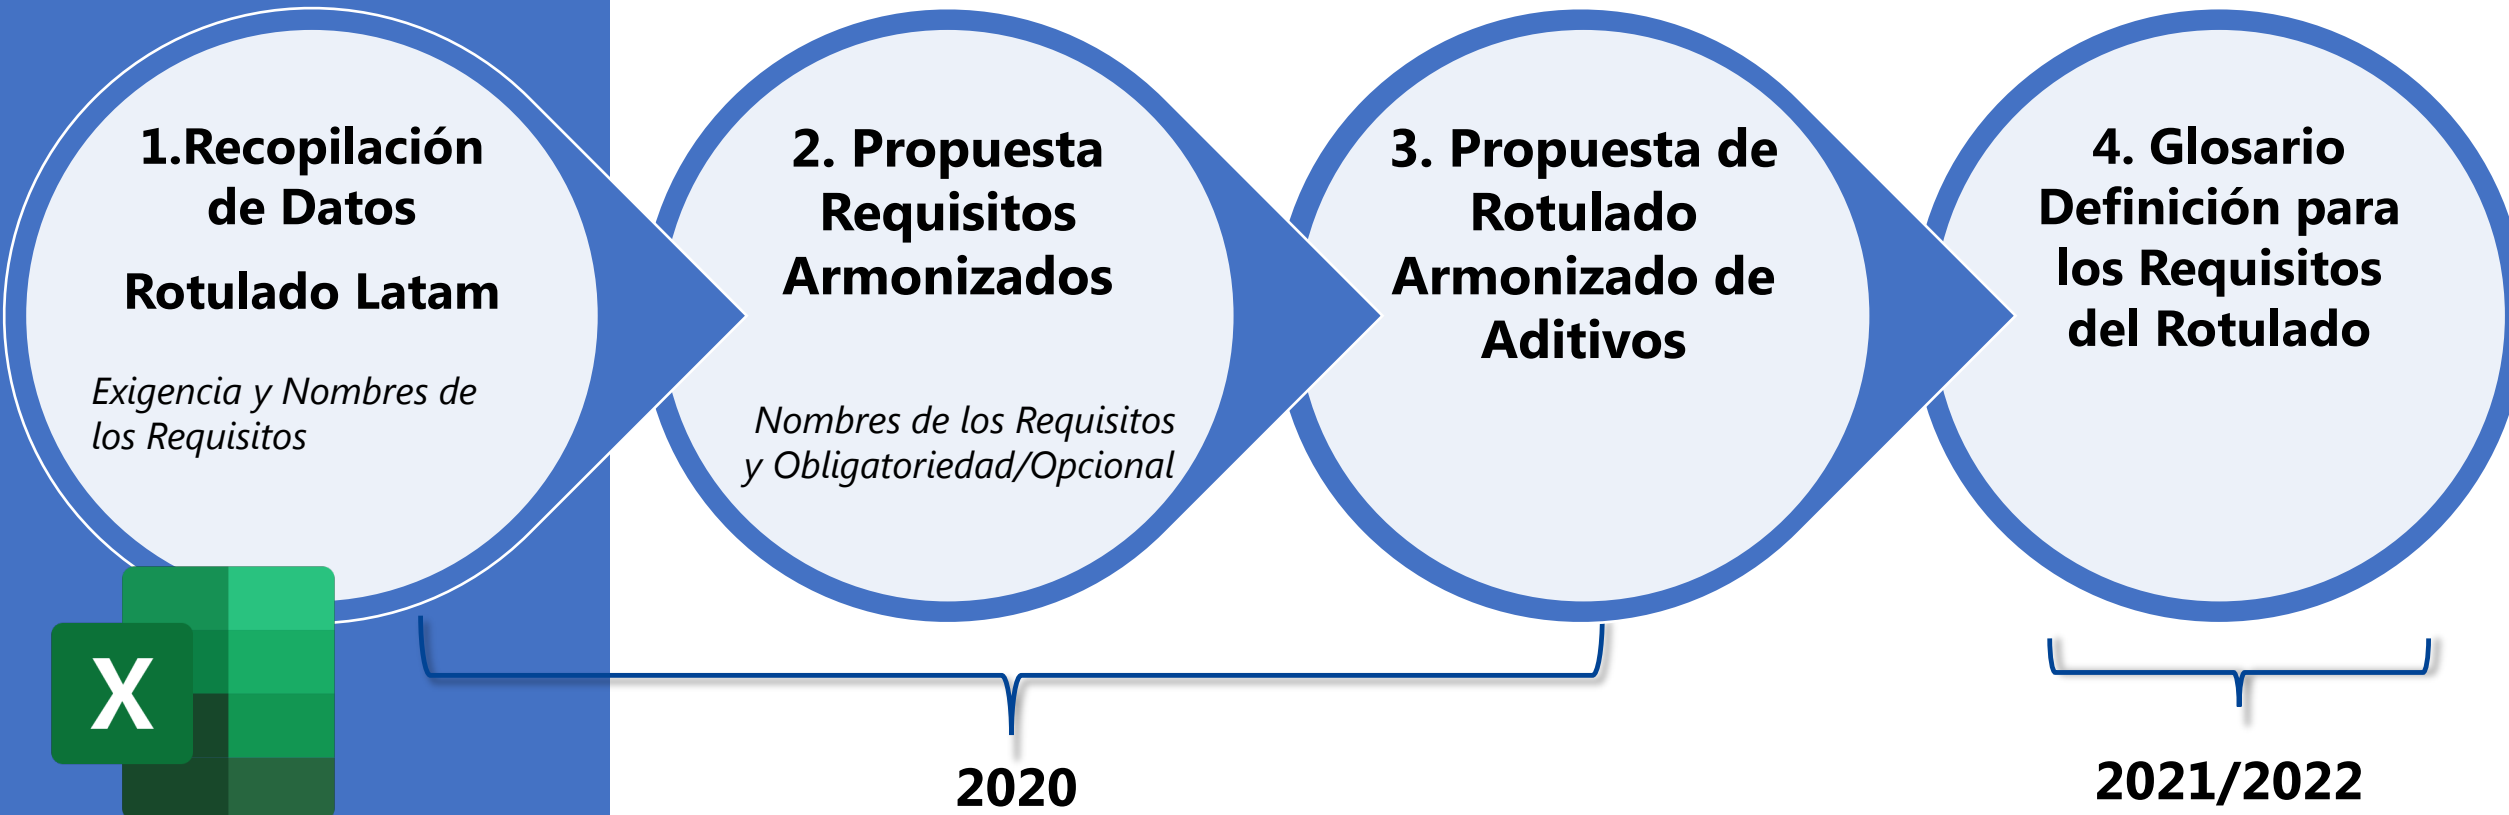 1.Recopilación
de Datos
Rotulado Latam
Exigencia y Nombres de
los Requisitos
X
2. Propuesta
Requisitos
Armonizados
Nombres de los Requisitos
y Obligatoriedad/Opcional
3. Propuesta de
Rotulado
Armonizado de
Aditivos
4. Glosario
Definición para
los Requisitos
del Rotulado
2020
2021/2022